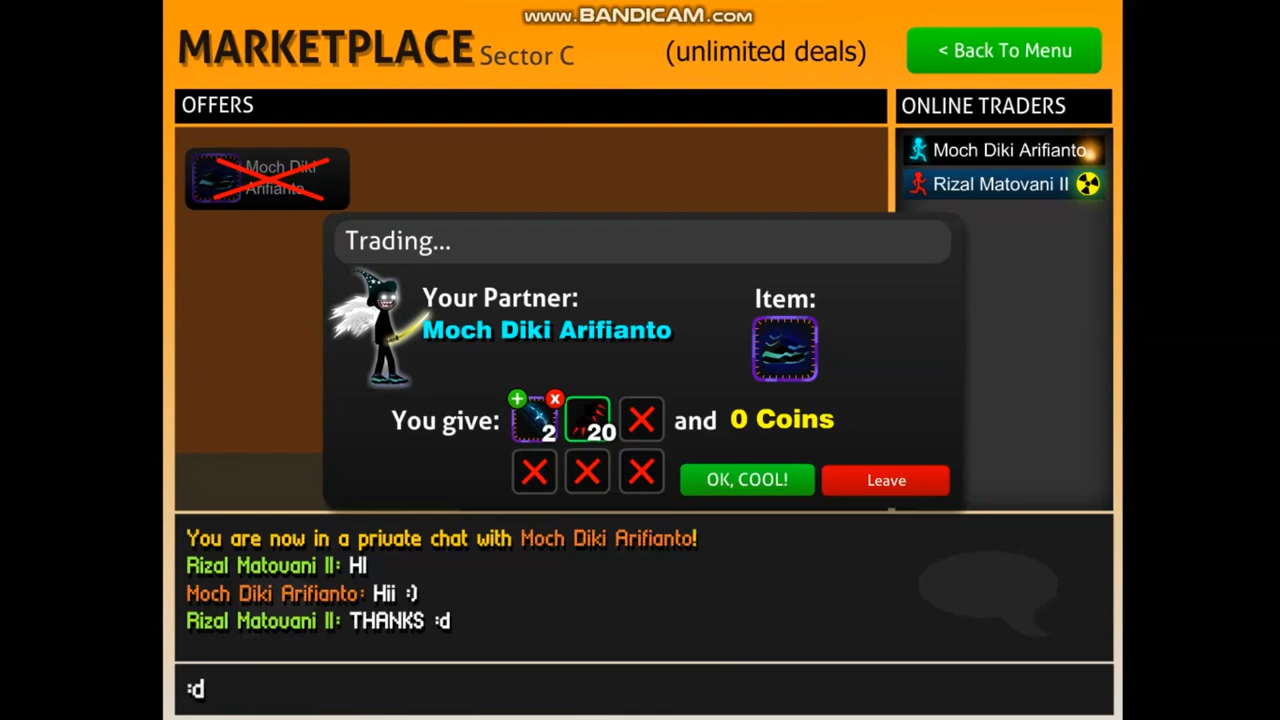 www.BANDICAM.com
MARKETPLACE Sector C (unlimited deals) < Back To Menu
OFFERS
ONLINE TRADERS
Moch Diki
Arifianto
Moch Diki Arifianto
Rizal Matovani II
Trading...
Your Partner:
Moch Diki Arifianto
Item:
You give: 2 20 and 0 Coins
OK, COOL! Leave
You are now in a private chat with Moch Diki Arifianto!
Rizal Matovani II: HI
Moch Diki Arifianto: Hii :)
Rizal Matovani II: THANKS :d
:d